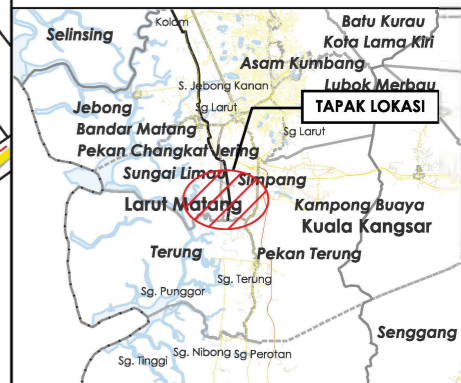 Selinsing
Kolam
Batu Kurau
Kota Lama Kiri
Asam Kumbang
S. Jebong Kanan
Lubok Merbau
Jebong
Sg Larut
TAPAK LOKASI
Bandar Matang
Sg Larut
Pekan Changkat Jering
Sungai Limau
Simpang
Larut Matang
Kampong Buaya
Kuala Kangsar
Terung
Pekan Terung
Sg. Terung
Sg. Punggor
Senggang
Sg. Nibong
Sg Perotan
Sg. Tinggi